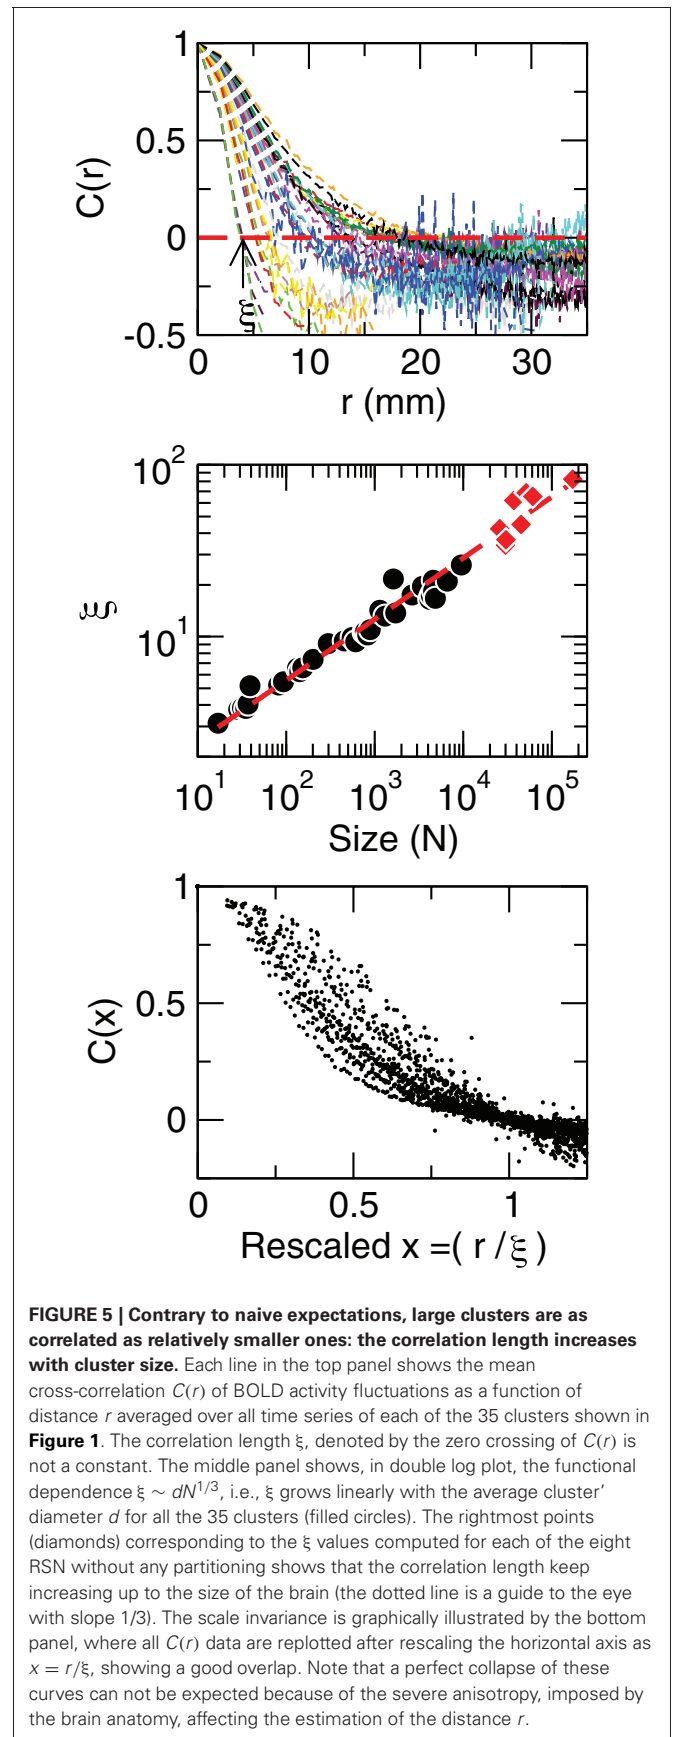 1
0.5
0
-0.5
C(r)
ξ
0 10 20 30
r (mm)
10²
10¹
ξ
10¹ 10² 10³ 10⁴ 10⁵
Size (N)
1
0.5
0
C(x)
0 0.5 1
Rescaled x =( r /ξ )
FIGURE 5 | Contrary to naive expectations, large clusters are as
correlated as relatively smaller ones: the correlation length increases
with cluster size. Each line in the top panel shows the mean
cross-correlation C(r) of BOLD activity fluctuations as a function of
distance r averaged over all time series of each of the 35 clusters shown in
Figure 1. The correlation length ξ, denoted by the zero crossing of C(r) is
not a constant. The middle panel shows, in double log plot, the functional
dependence ξ ∼ dN¹/³, i.e., ξ grows linearly with the average cluster'
diameter d for all the 35 clusters (filled circles). The rightmost points
(diamonds) corresponding to the ξ values computed for each of the eight
RSN without any partitioning shows that the correlation length keep
increasing up to the size of the brain (the dotted line is a guide to the eye
with slope 1/3). The scale invariance is graphically illustrated by the bottom
panel, where all C(r) data are replotted after rescaling the horizontal axis as
x = r/ξ, showing a good overlap. Note that a perfect collapse of these
curves can not be expected because of the severe anisotropy, imposed by
the brain anatomy, affecting the estimation of the distance r.